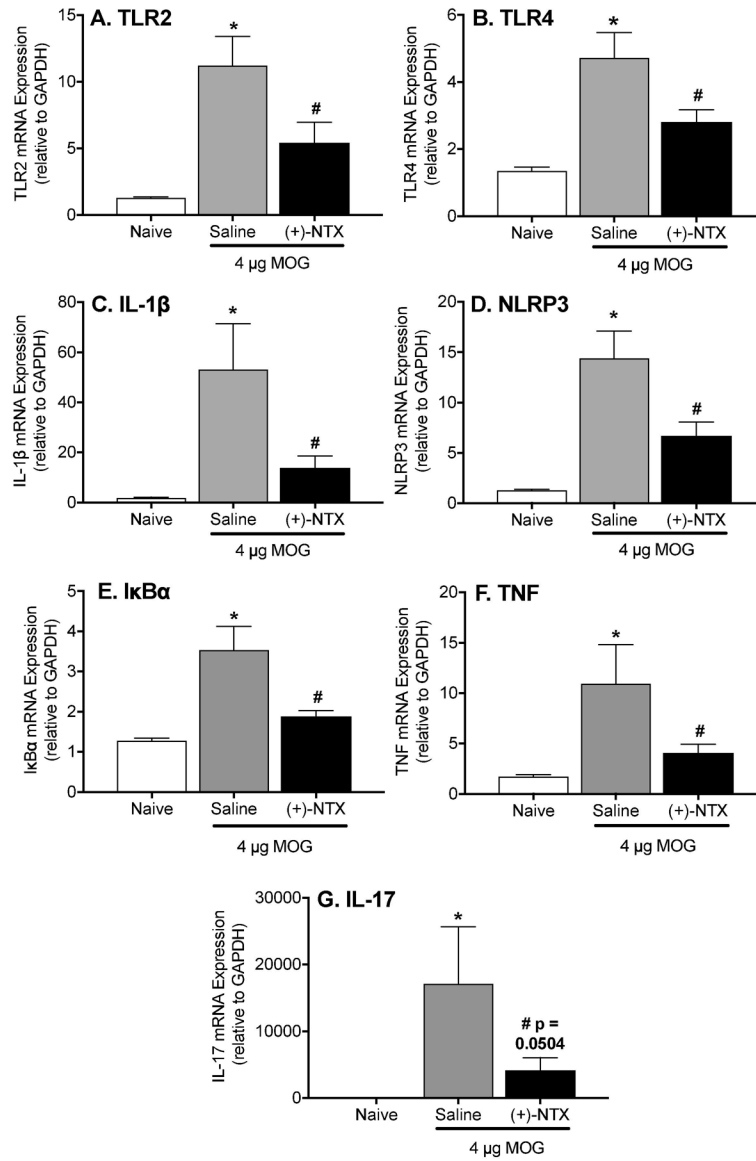 A. TLR2
TLR2 mRNA Expression
(relative to GAPDH)
15
10
5
0
*
#
Naive
Saline
(+)-NTX
4 µg MOG
B. TLR4
TLR4 mRNA Expression
(relative to GAPDH)
6
4
2
0
*
#
Naive
Saline
(+)-NTX
4 µg MOG
C. IL-1β
IL-1β mRNA Expression
(relative to GAPDH)
80
60
40
20
0
*
#
Naive
Saline
(+)-NTX
4 µg MOG
D. NLRP3
NLRP3 mRNA Expression
(relative to GAPDH)
20
15
10
5
0
*
#
Naive
Saline
(+)-NTX
4 µg MOG
E. IκBα
IκBα mRNA Expression
(relative to GAPDH)
5
4
3
2
1
0
*
#
Naive
Saline
(+)-NTX
4 µg MOG
F. TNF
TNF mRNA Expression
(relative to GAPDH)
20
15
10
5
0
*
#
Naive
Saline
(+)-NTX
4 µg MOG
G. IL-17
IL-17 mRNA Expression
(relative to GAPDH)
30000
20000
10000
0
*
# p =
0.0504
Naive
Saline
(+)-NTX
4 µg MOG